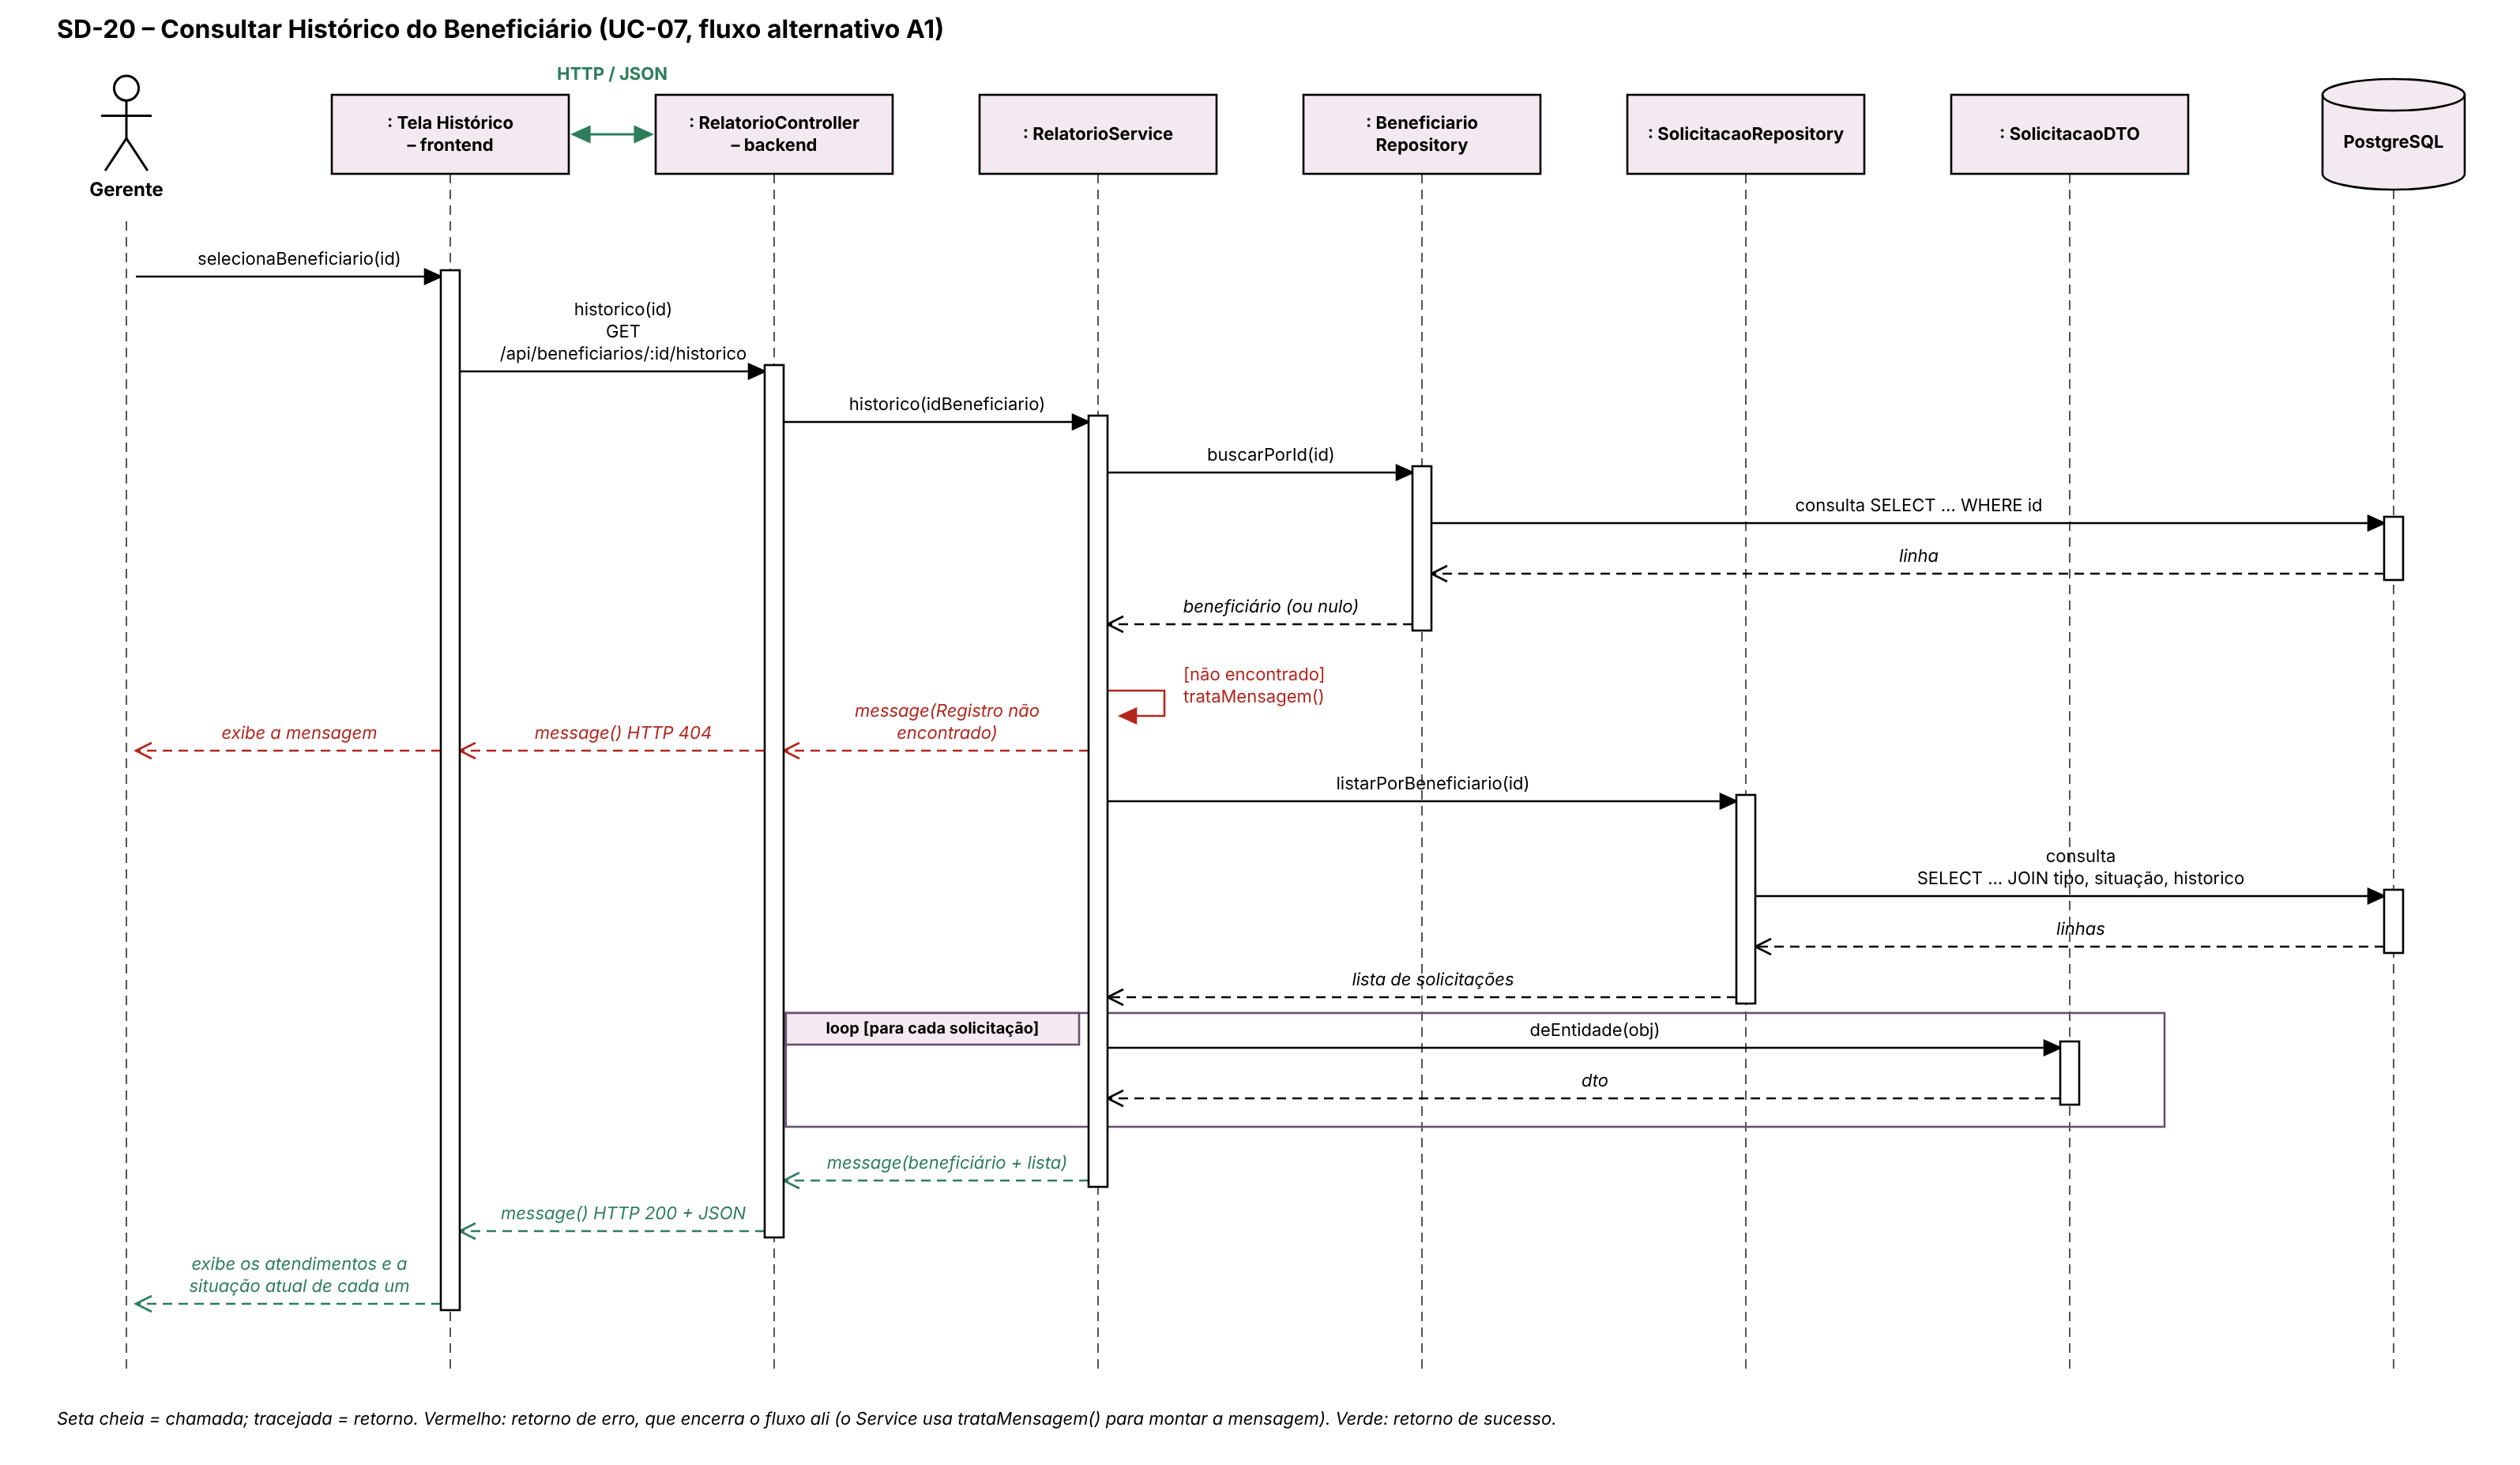 SD-20 – Consultar Histórico do Beneficiário (UC-07, fluxo alternativo A1)
HTTP / JSON
Gerente
: Tela Histórico
– frontend
: RelatorioController
– backend
: RelatorioService
: Beneficiario
Repository
: SolicitacaoRepository
: SolicitacaoDTO
PostgreSQL
selecionaBeneficiario(id)
historico(id)
GET
/api/beneficiarios/:id/historico
historico(idBeneficiario)
buscarPorId(id)
consulta SELECT ... WHERE id
linha
beneficiário (ou nulo)
[não encontrado]
trataMensagem()
message(Registro não
encontrado)
message() HTTP 404
exibe a mensagem
listarPorBeneficiario(id)
consulta
SELECT ... JOIN tipo, situação, historico
linhas
lista de solicitações
loop [para cada solicitação]
deEntidade(obj)
dto
message(beneficiário + lista)
message() HTTP 200 + JSON
exibe os atendimentos e a
situação atual de cada um
Seta cheia = chamada; tracejada = retorno. Vermelho: retorno de erro, que encerra o fluxo ali (o Service usa trataMensagem() para montar a mensagem). Verde: retorno de sucesso.